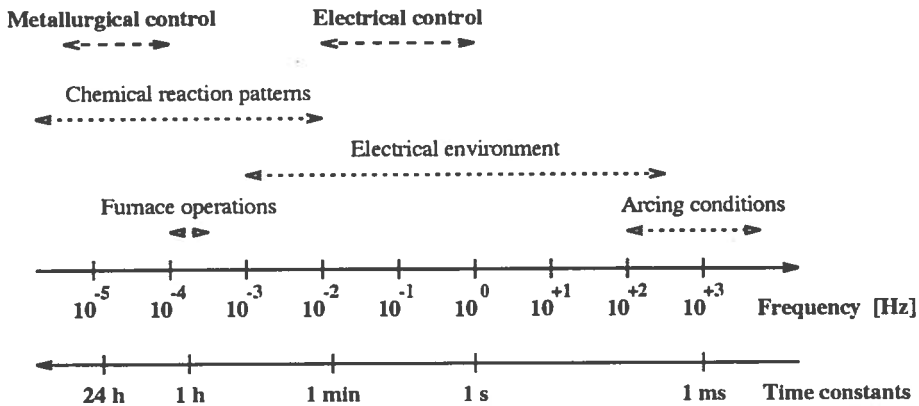 Metallurgical control Electrical control
Chemical reaction patterns
Electrical environment
Furnace operations Arcing conditions
10^-5 10^-4 10^-3 10^-2 10^-1 10^0 10^+1 10^+2 10^+3 Frequency [Hz]
24 h 1 h 1 min 1 s 1 ms Time constants